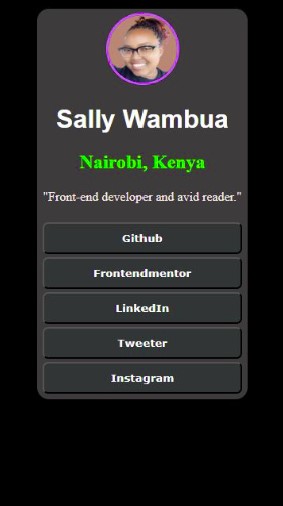 Sally Wambua
Nairobi, Kenya
"Front-end developer and avid reader."
Github
Frontendmentor
LinkedIn
Tweeter
Instagram